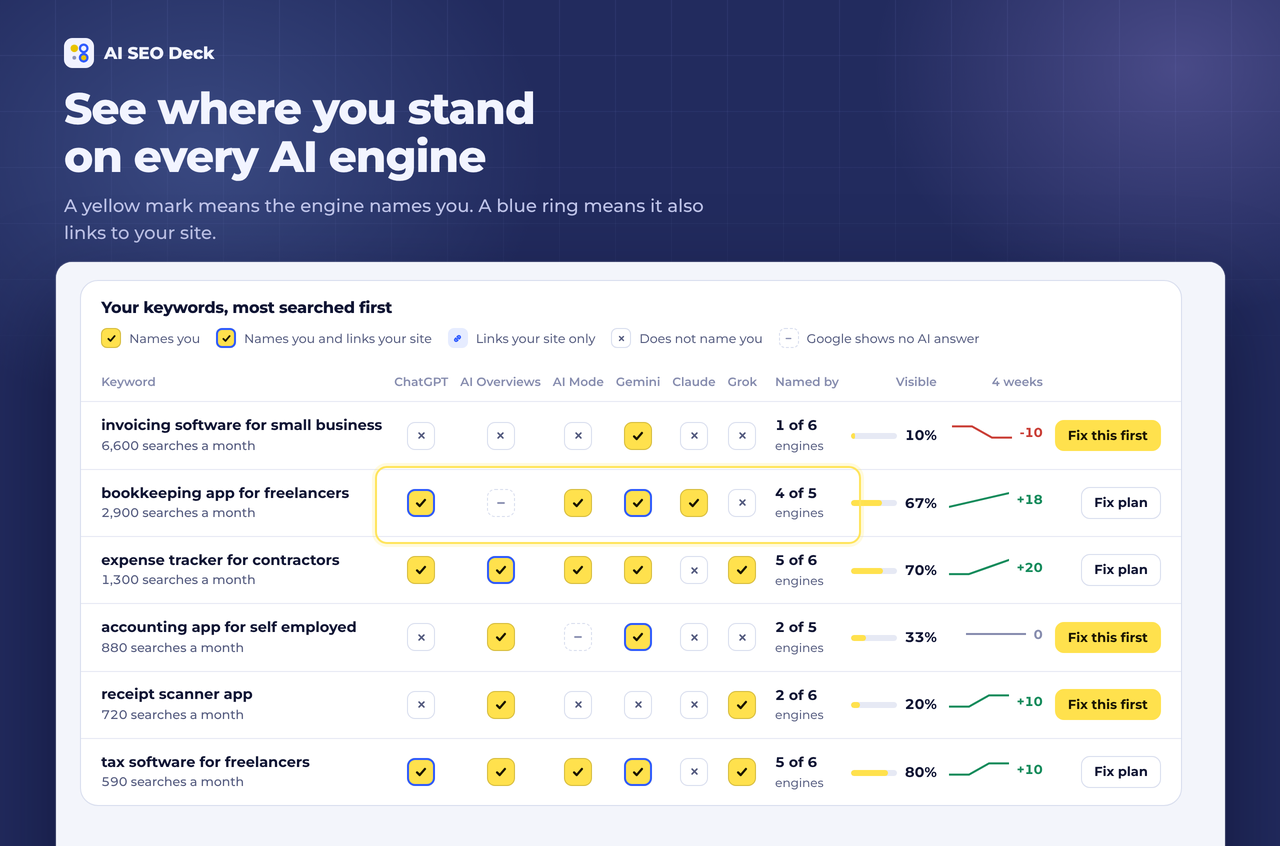 AI SEO Deck
See where you stand
on every AI engine
A yellow mark means the engine names you. A blue ring means it also
links to your site.
Your keywords, most searched first
Names you
Names you and links your site
Links your site only
Does not name you
Google shows no AI answer
Keyword ChatGPT AI Overviews AI Mode Gemini Claude Grok Named by Visible 4 weeks
invoicing software for small business 1 of 6 10% -10 Fix this first
6,600 searches a month engines
bookkeeping app for freelancers 4 of 5 67% +18 Fix plan
2,900 searches a month engines
expense tracker for contractors 5 of 6 70% +20 Fix plan
1,300 searches a month engines
accounting app for self employed 2 of 5 33% 0 Fix this first
880 searches a month engines
receipt scanner app 2 of 6 20% +10 Fix this first
720 searches a month engines
tax software for freelancers 5 of 6 80% +10 Fix plan
590 searches a month engines